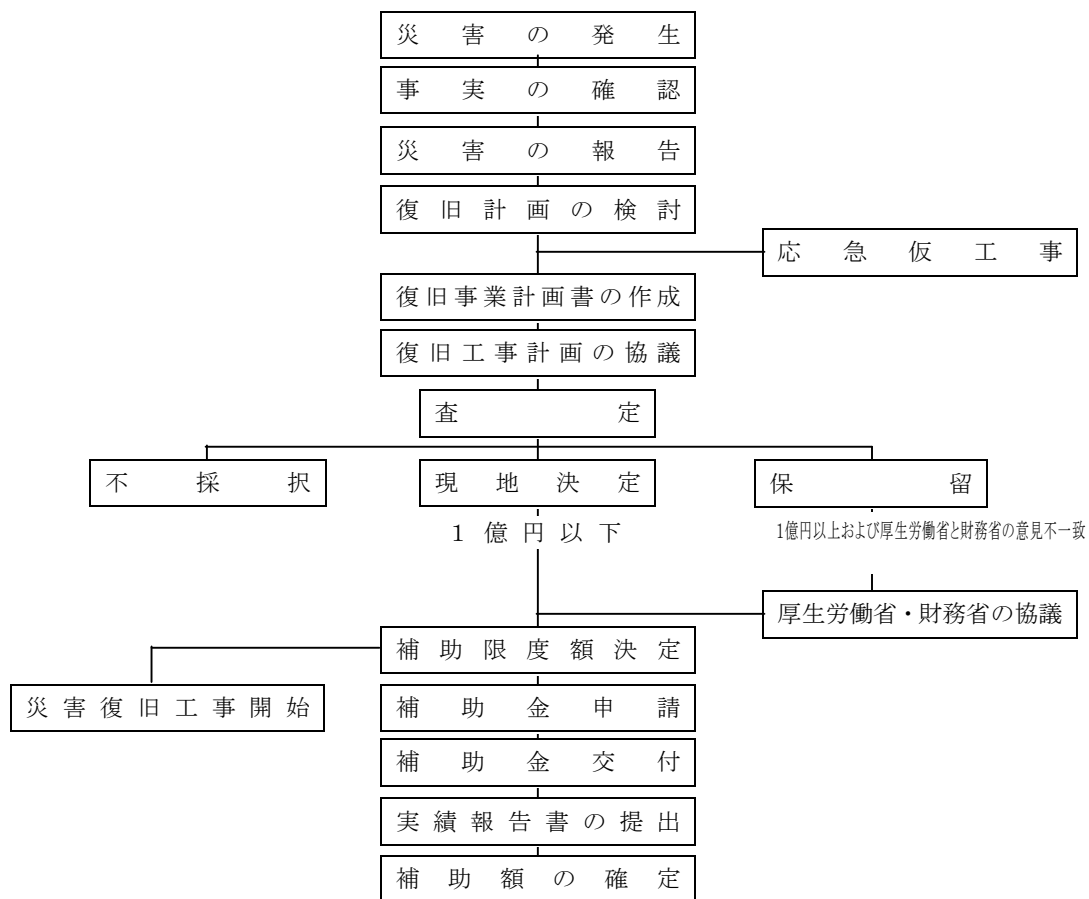 災害の発生
事実の確認
災害の報告
復旧計画の検討
応急仮工事
復旧事業計画書の作成
復旧工事計画の協議
査定
不採択
現地決定
保留
1億円以下
1億円以上および厚生労働省と財務省の意見不一致
厚生労働省・財務省の協議
補助限度額決定
災害復旧工事開始
補助金申請
補助金交付
実績報告書の提出
補助額の確定